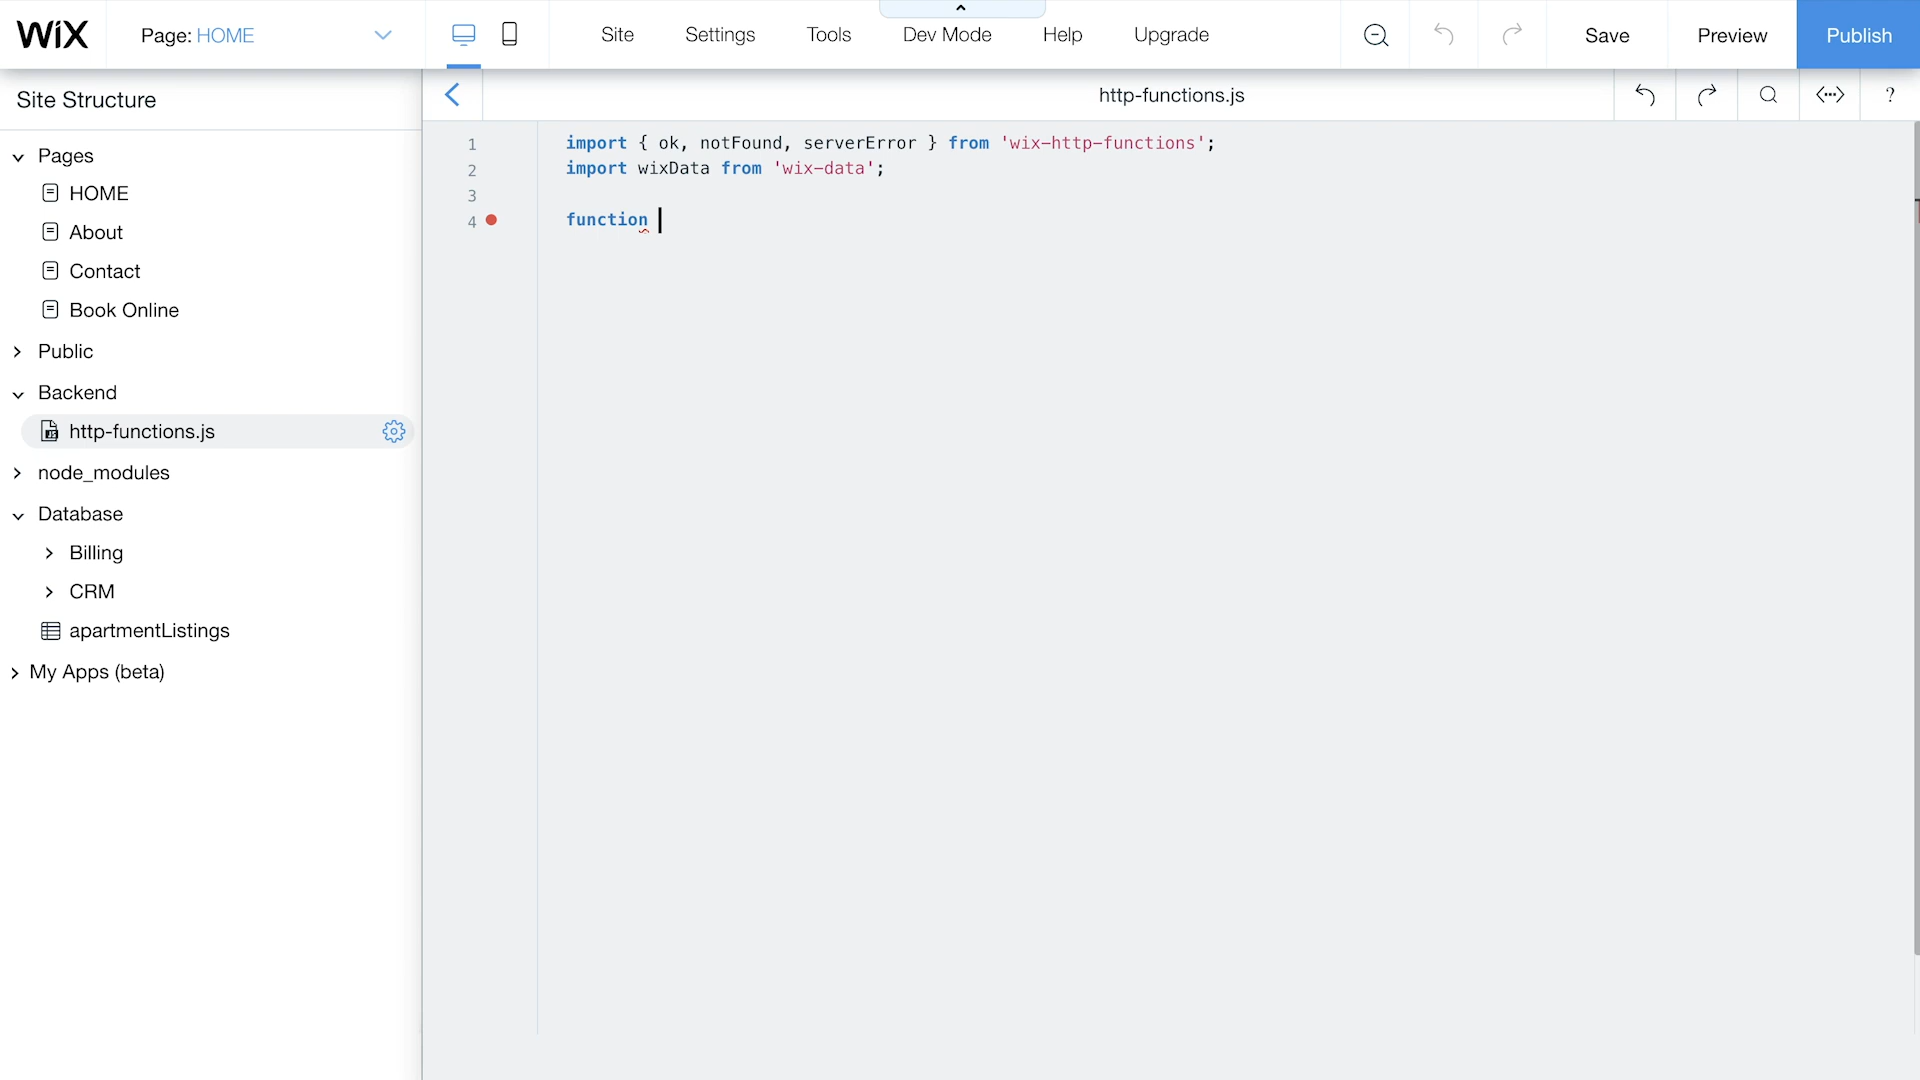 WiX
Page: HOME
Site Settings Tools Dev Mode Help Upgrade
Save Preview Publish
Site Structure
http-functions.js
?
Pages
HOME
About
Contact
Book Online
Public
Backend
http-functions.js
node_modules
Database
Billing
CRM
apartmentListings
My Apps (beta)
1 import { ok, notFound, serverError } from 'wix-http-functions';
2 import wixData from 'wix-data';
3
4 function